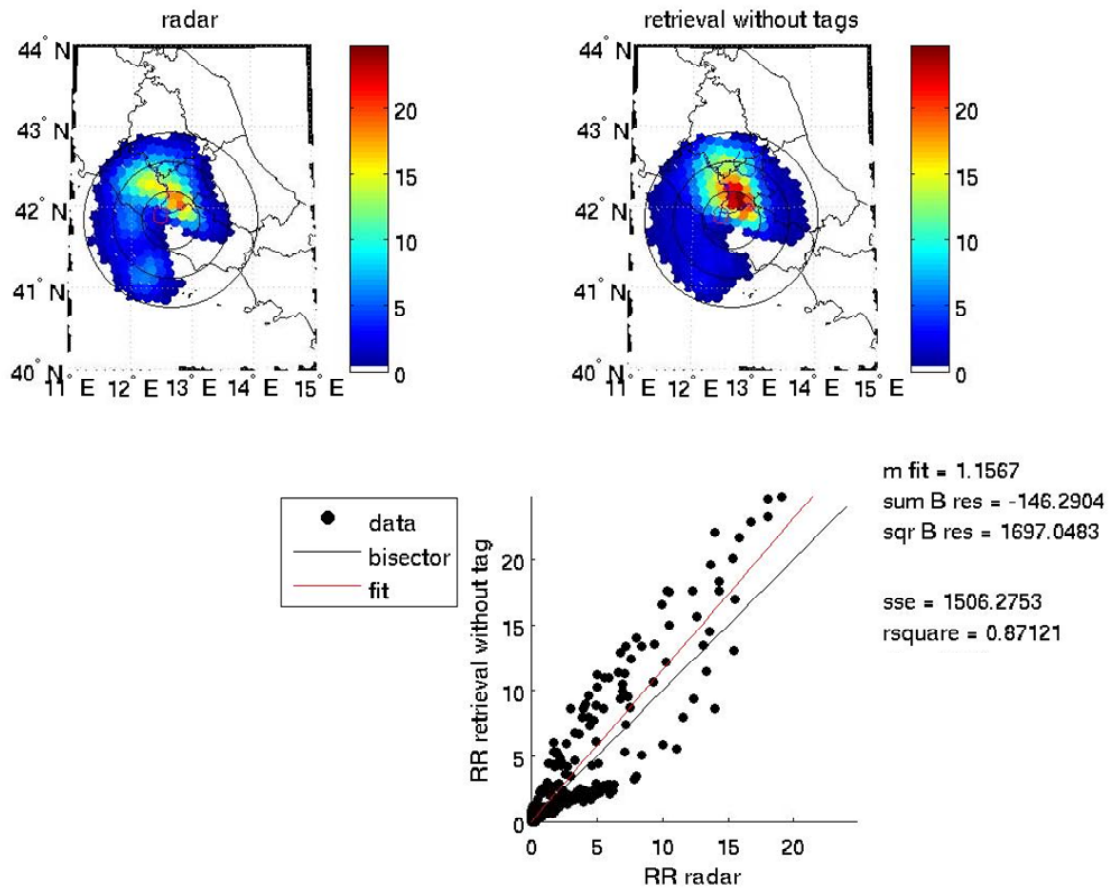 radar
44° N
43° N
42° N
41° N
40° N
11° E 12° E 13° E 14° E 15° E
20
15
10
5
0
retrieval without tags
44° N
43° N
42° N
41° N
40° N
11° E 12° E 13° E 14° E 15° E
20
15
10
5
0
data
bisector
fit
RR retrieval without tag
20
15
10
5
0
0 5 10 15 20
RR radar
m fit = 1.1567
sum B res = -146.2904
sqr B res = 1697.0483
sse = 1506.2753
rsquare = 0.87121